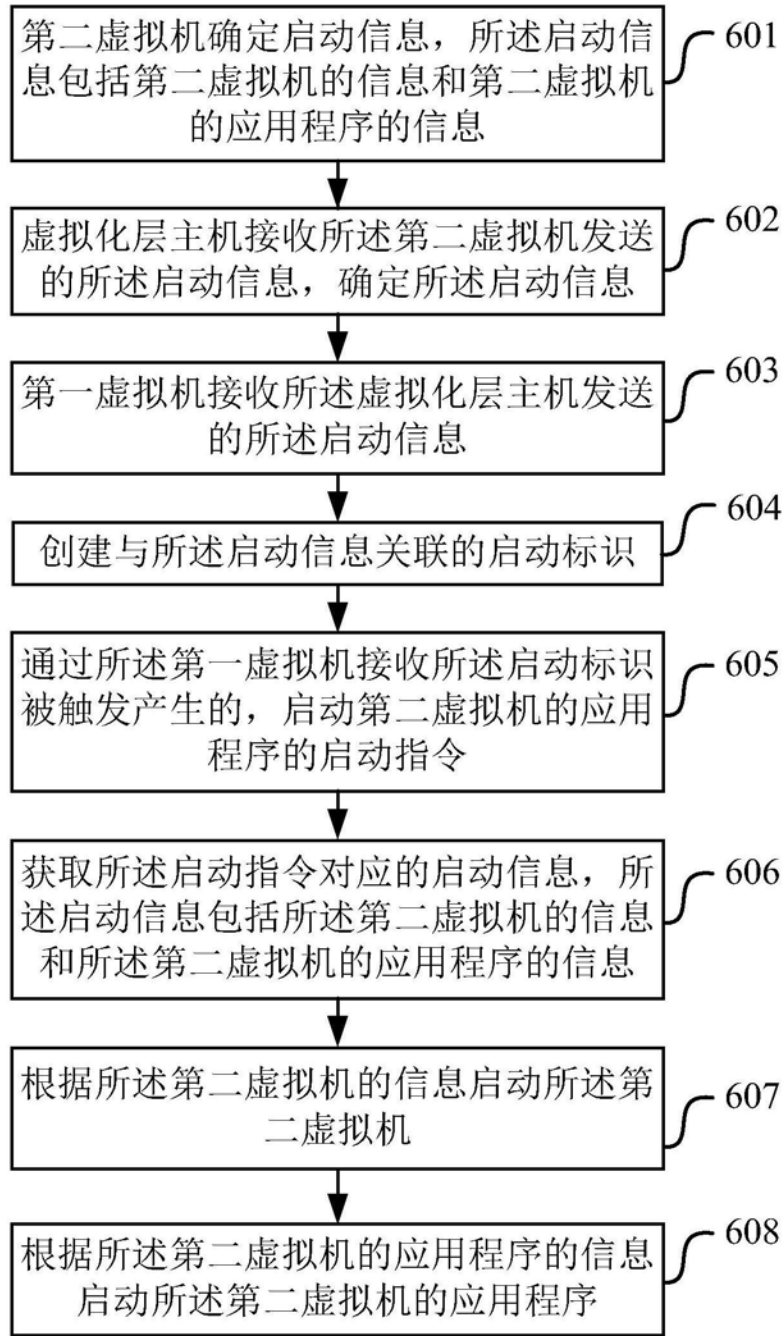 第二虚拟机确定启动信息，所述启动信
息包括第二虚拟机的信息和第二虚拟机
的应用程序的信息
601
虚拟化层主机接收所述第二虚拟机发送
的所述启动信息，确定所述启动信息
602
第一虚拟机接收所述虚拟化层主机发送
的所述启动信息
603
创建与所述启动信息关联的启动标识
604
通过所述第一虚拟机接收所述启动标识
被触发产生的，启动第二虚拟机的应用
程序的启动指令
605
获取所述启动指令对应的启动信息，所
述启动信息包括所述第二虚拟机的信息
和所述第二虚拟机的应用程序的信息
606
根据所述第二虚拟机的信息启动所述第
二虚拟机
607
根据所述第二虚拟机的应用程序的信息
启动所述第二虚拟机的应用程序
608